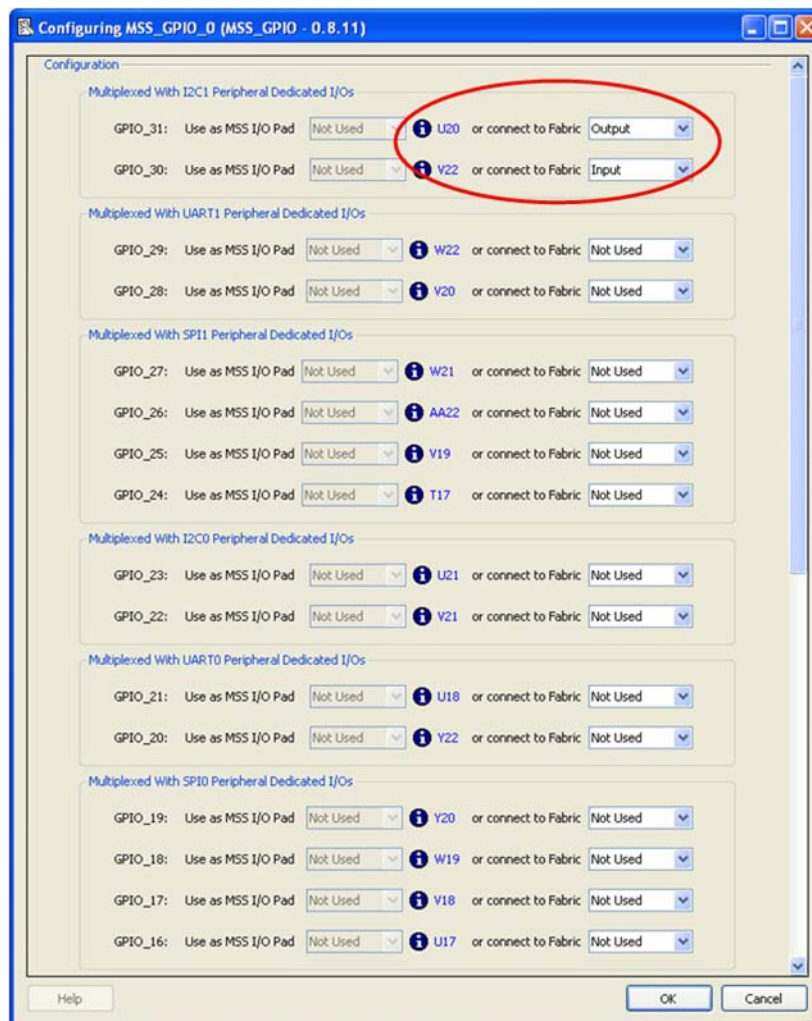 Configuring MSS_GPIO_0 (MSS_GPIO - 0.8.11)
Configuration
Multiplexed With I2C1 Peripheral Dedicated I/Os
GPIO_31: Use as MSS I/O Pad Not Used U20 or connect to Fabric Output
GPIO_30: Use as MSS I/O Pad Not Used V22 or connect to Fabric Input
Multiplexed With UART1 Peripheral Dedicated I/Os
GPIO_29: Use as MSS I/O Pad Not Used W22 or connect to Fabric Not Used
GPIO_28: Use as MSS I/O Pad Not Used V20 or connect to Fabric Not Used
Multiplexed With SPI1 Peripheral Dedicated I/Os
GPIO_27: Use as MSS I/O Pad Not Used W21 or connect to Fabric Not Used
GPIO_26: Use as MSS I/O Pad Not Used AA22 or connect to Fabric Not Used
GPIO_25: Use as MSS I/O Pad Not Used V19 or connect to Fabric Not Used
GPIO_24: Use as MSS I/O Pad Not Used T17 or connect to Fabric Not Used
Multiplexed With I2C0 Peripheral Dedicated I/Os
GPIO_23: Use as MSS I/O Pad Not Used U21 or connect to Fabric Not Used
GPIO_22: Use as MSS I/O Pad Not Used V21 or connect to Fabric Not Used
Multiplexed With UART0 Peripheral Dedicated I/Os
GPIO_21: Use as MSS I/O Pad Not Used U18 or connect to Fabric Not Used
GPIO_20: Use as MSS I/O Pad Not Used Y22 or connect to Fabric Not Used
Multiplexed With SPI0 Peripheral Dedicated I/Os
GPIO_19: Use as MSS I/O Pad Not Used Y20 or connect to Fabric Not Used
GPIO_18: Use as MSS I/O Pad Not Used W19 or connect to Fabric Not Used
GPIO_17: Use as MSS I/O Pad Not Used V18 or connect to Fabric Not Used
GPIO_16: Use as MSS I/O Pad Not Used U17 or connect to Fabric Not Used
Help OK Cancel